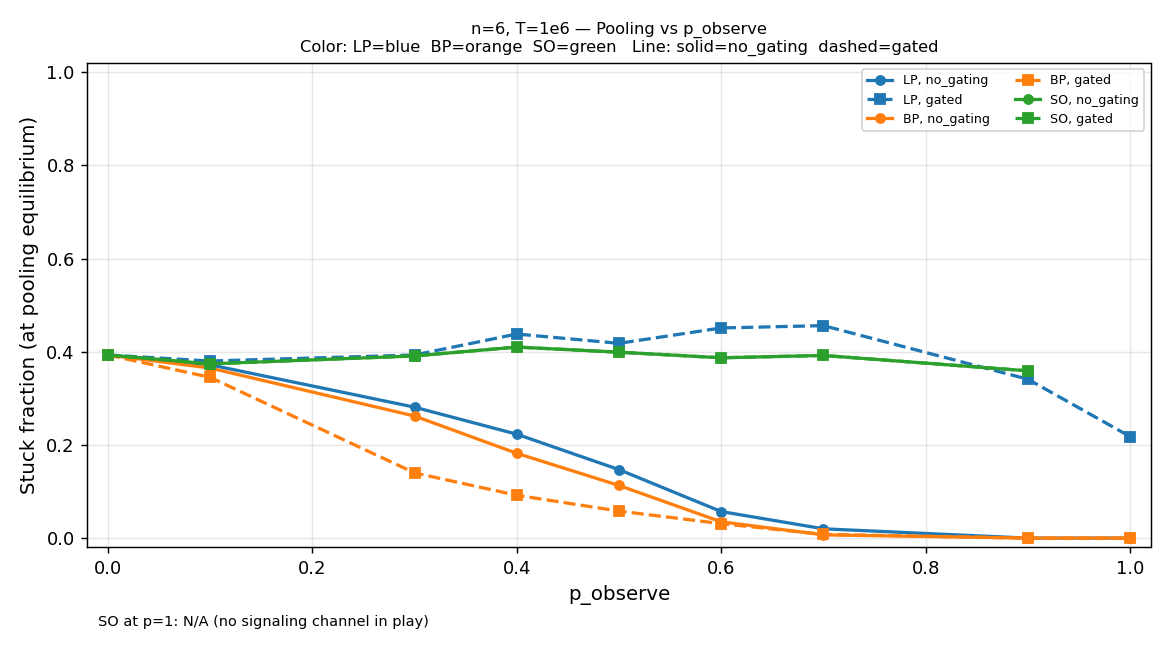 n=6, T=1e6 — Pooling vs p_observe
Color: LP=blue  BP=orange  SO=green   Line: solid=no_gating  dashed=gated
Stuck fraction (at pooling equilibrium)
1.0
0.8
0.6
0.4
0.2
0.0
LP, no_gating
LP, gated
BP, no_gating
BP, gated
SO, no_gating
SO, gated
0.0 0.2 0.4 0.6 0.8 1.0
p_observe
SO at p=1: N/A (no signaling channel in play)